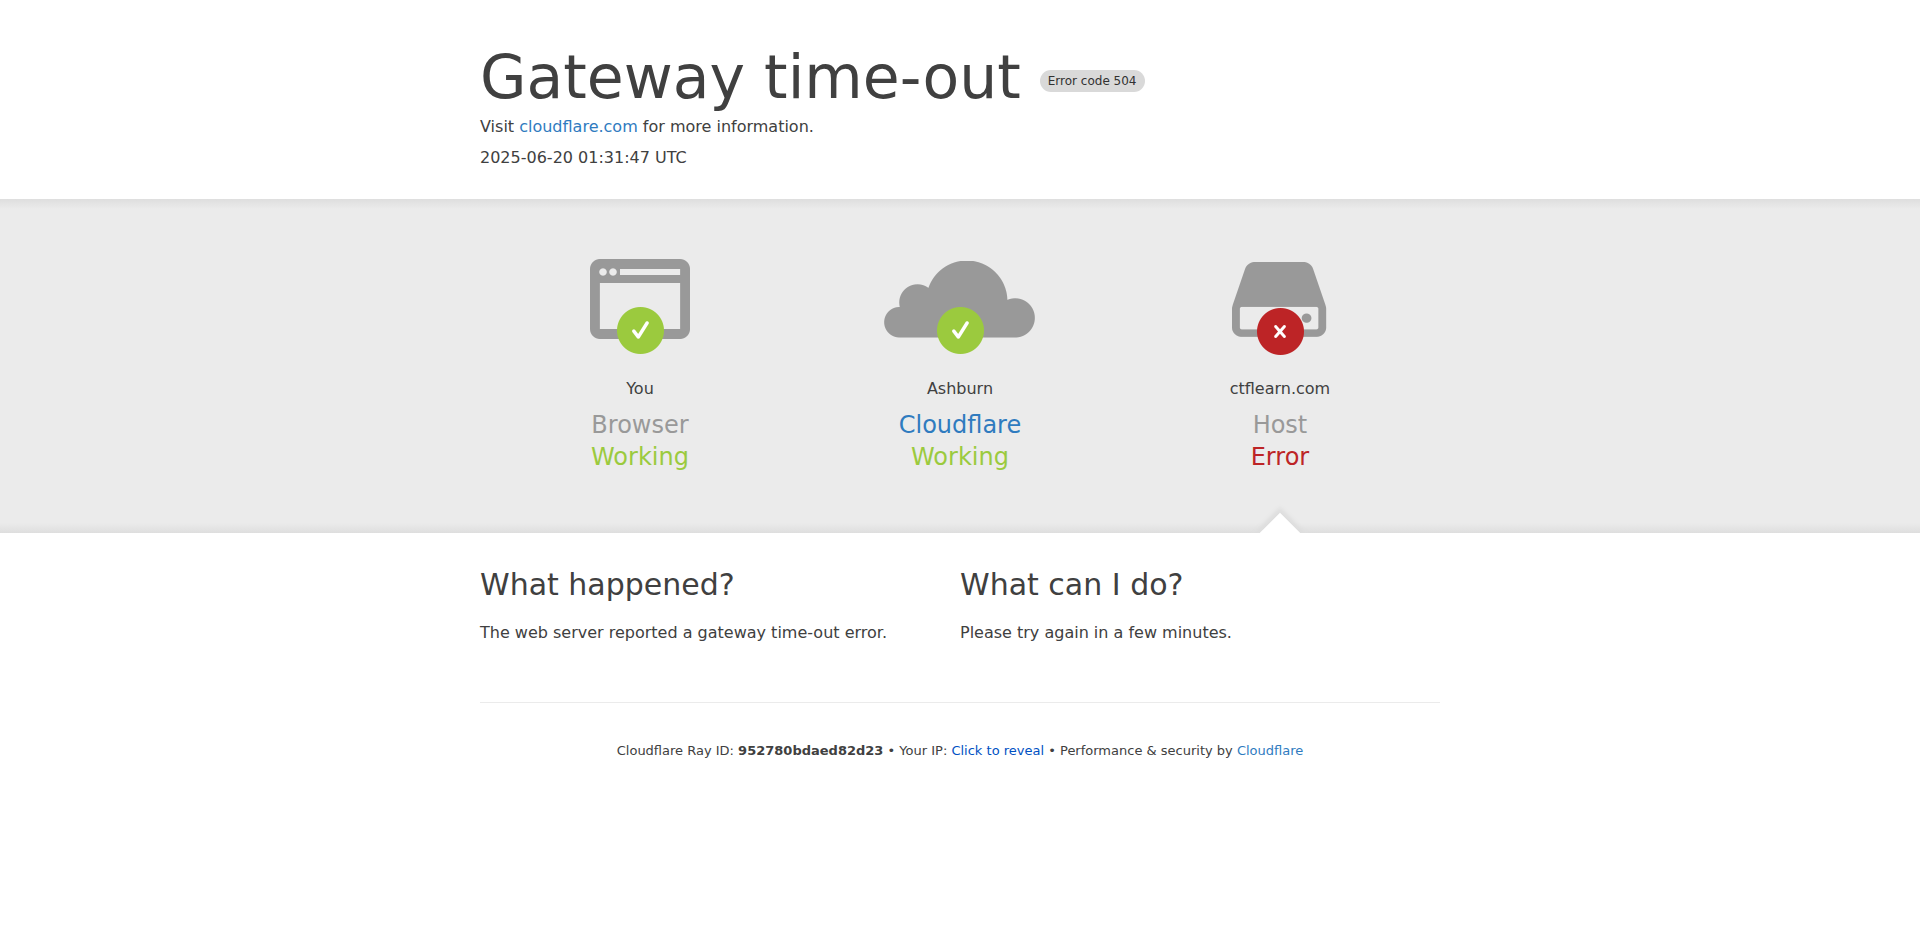 Gateway time-out Error code 504
Visit cloudflare.com for more information.
2025-06-20 01:31:47 UTC
You
Browser
Working
Ashburn
Cloudflare
Working
ctflearn.com
Host
Error
What happened?
The web server reported a gateway time-out error.
What can I do?
Please try again in a few minutes.
Cloudflare Ray ID: 952780bdaed82d23 • Your IP: Click to reveal • Performance & security by Cloudflare